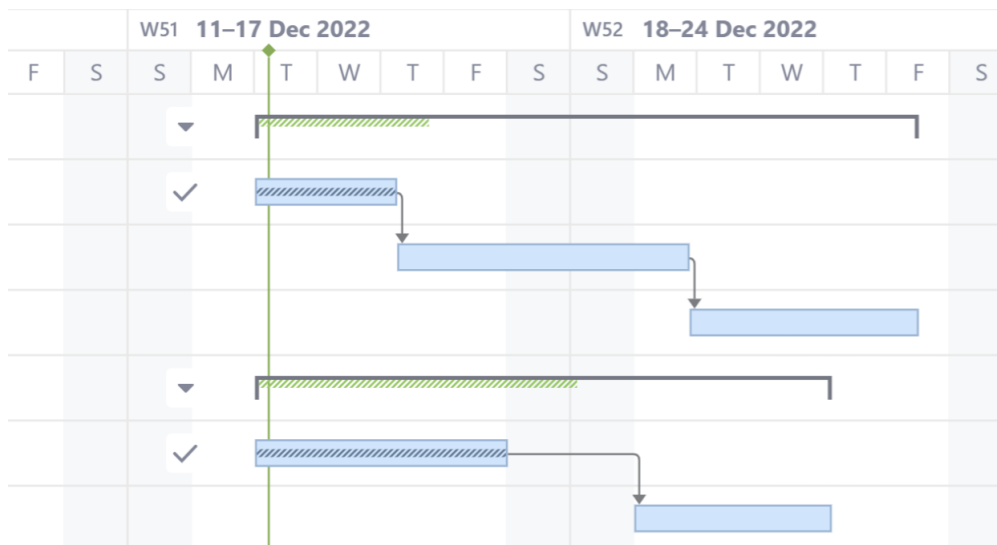 W51 11–17 Dec 2022 W52 18–24 Dec 2022
F S S M T W T F S S M T W T F S